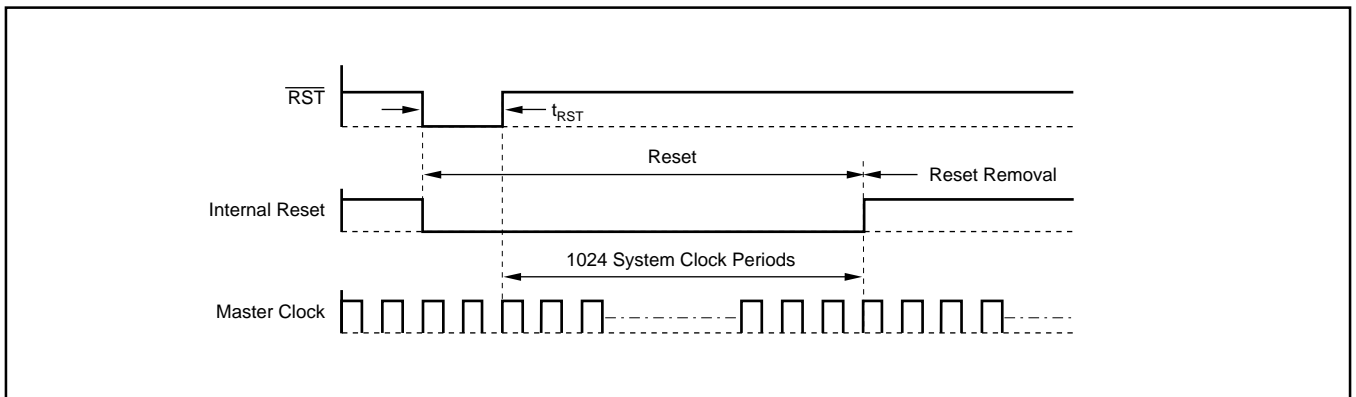 RST
tRST
Reset
Reset Removal
Internal Reset
1024 System Clock Periods
Master Clock